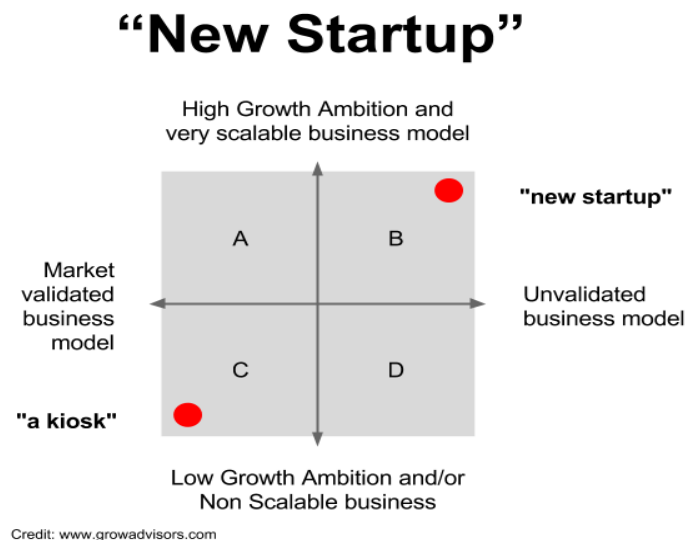 “New Startup”
High Growth Ambition and
very scalable business model
"new startup"
A
B
Market
validated
business
model
Unvalidated
business model
C
D
"a kiosk"
Low Growth Ambition and/or
Non Scalable business
Credit: www.growadvisors.com